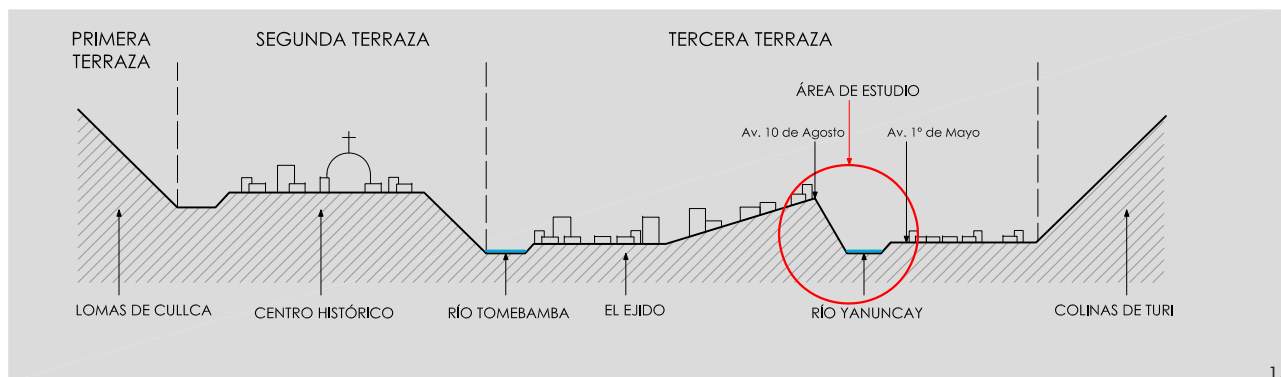 PRIMERA
TERRAZA
SEGUNDA TERRAZA
TERCERA TERRAZA
ÁREA DE ESTUDIO
Av. 10 de Agosto
Av. 1º de Mayo
LOMAS DE CULLCA
CENTRO HISTÓRICO
RÍO TOMEBAMBA
EL EJIDO
RÍO YANUNCAY
COLINAS DE TURI
1